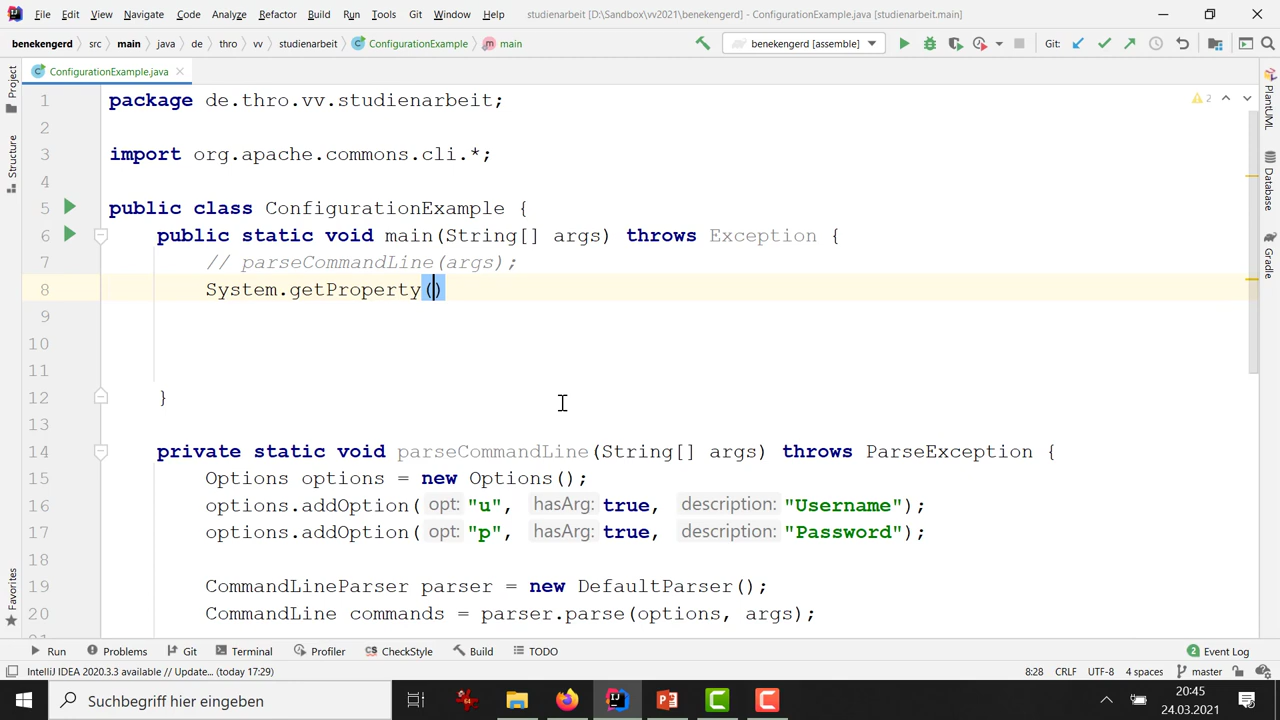 File Edit View Navigate Code Analyze Refactor Build Run Tools Git Window Help studienarbeit [D:\Sandbox\vv2021\benekengerd] - ConfigurationExample.java [studienarbeit.main]
benekengerd src main java de thro vv studienarbeit ConfigurationExample main benekengerd [assemble] Git:
ConfigurationExample.java
Project
Structure
Favorites
1 package de.thro.vv.studienarbeit;
2
3 import org.apache.commons.cli.*;
4
5 public class ConfigurationExample {
6 public static void main(String[] args) throws Exception {
7 // parseCommandLine(args);
8 System.getProperty()
9
10
11
12 }
13
14 private static void parseCommandLine(String[] args) throws ParseException {
15 Options options = new Options();
16 options.addOption( opt: "u", hasArg: true, description: "Username");
17 options.addOption( opt: "p", hasArg: true, description: "Password");
18
19 CommandLineParser parser = new DefaultParser();
20 CommandLine commands = parser.parse(options, args);
2
PlantUML
Database
Gradle
Run Problems Git Terminal Profiler CheckStyle Build TODO 2 Event Log
IntelliJ IDEA 2020.3.3 available // Update... (today 17:29) 8:28 CRLF UTF-8 4 spaces master
Suchbegriff hier eingeben
20:45
24.03.2021